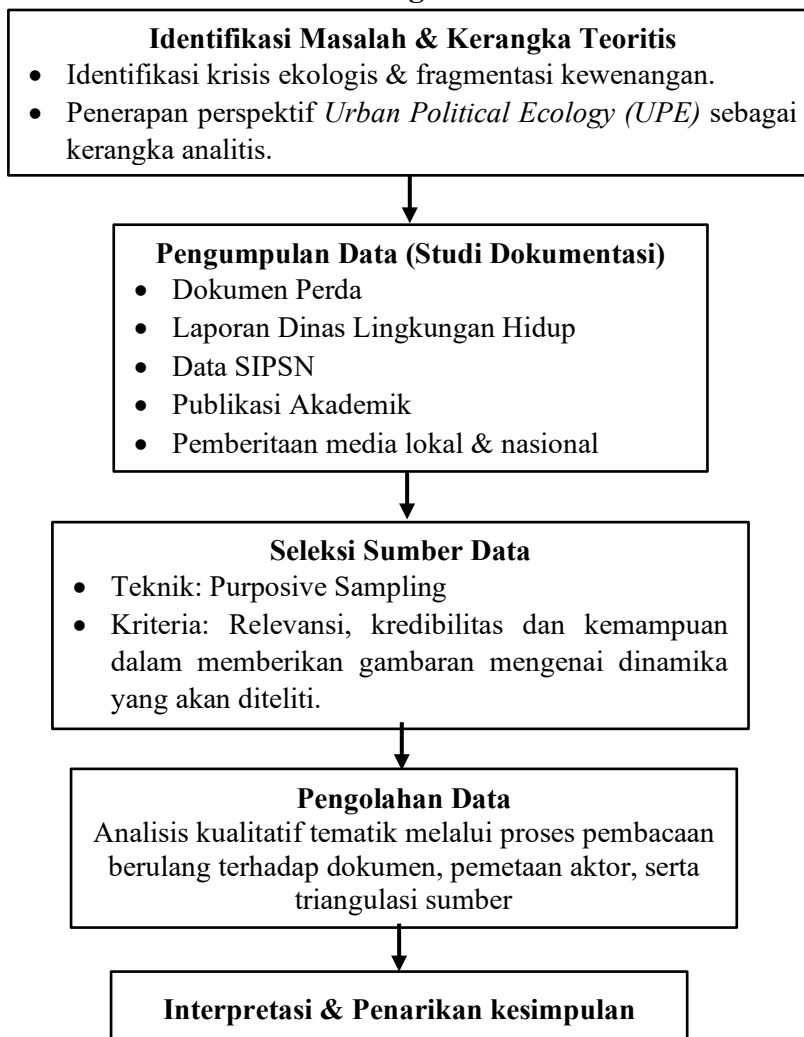 Identifikasi Masalah & Kerangka Teoritis
• Identifikasi krisis ekologis & fragmentasi kewenangan.
• Penerapan perspektif Urban Political Ecology (UPE) sebagai
kerangka analitis.
Pengumpulan Data (Studi Dokumentasi)
• Dokumen Perda
• Laporan Dinas Lingkungan Hidup
• Data SIPSN
• Publikasi Akademik
• Pemberitaan media lokal & nasional
Seleksi Sumber Data
• Teknik: Purposive Sampling
• Kriteria: Relevansi, kredibilitas dan kemampuan
dalam memberikan gambaran mengenai dinamika
yang akan diteliti.
Pengolahan Data
Analisis kualitatif tematik melalui proses pembacaan
berulang terhadap dokumen, pemetaan aktor, serta
triangulasi sumber
Interpretasi & Penarikan kesimpulan